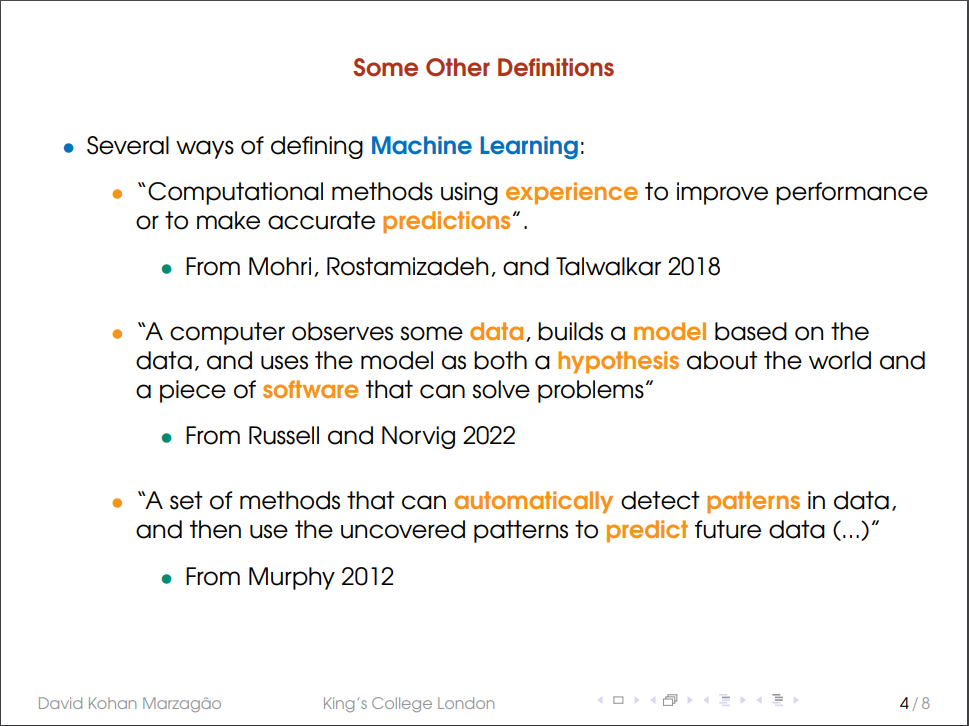 Some Other Definitions
• Several ways of defining Machine Learning:
• “Computational methods using experience to improve performance
or to make accurate predictions”.
• From Mohri, Rostamizadeh, and Talwalkar 2018
• “A computer observes some data, builds a model based on the
data, and uses the model as both a hypothesis about the world and
a piece of software that can solve problems”
• From Russell and Norvig 2022
• “A set of methods that can automatically detect patterns in data,
and then use the uncovered patterns to predict future data (...)”
• From Murphy 2012
David Kohan Marzagão King’s College London 4 / 8